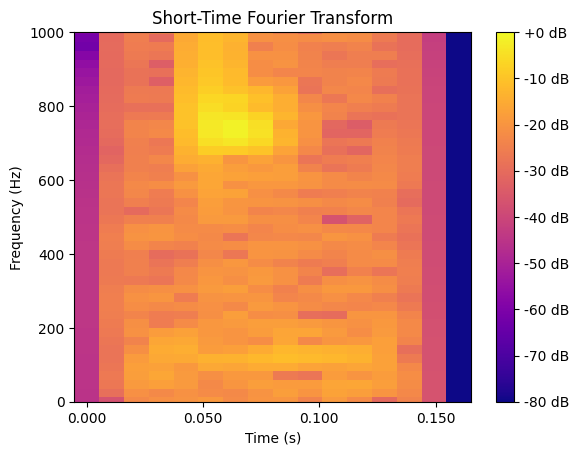 Short-Time Fourier Transform
1000
800
600
400
200
0
Frequency (Hz)
0.000
0.050
0.100
0.150
Time (s)
+0 dB
-10 dB
-20 dB
-30 dB
-40 dB
-50 dB
-60 dB
-70 dB
-80 dB